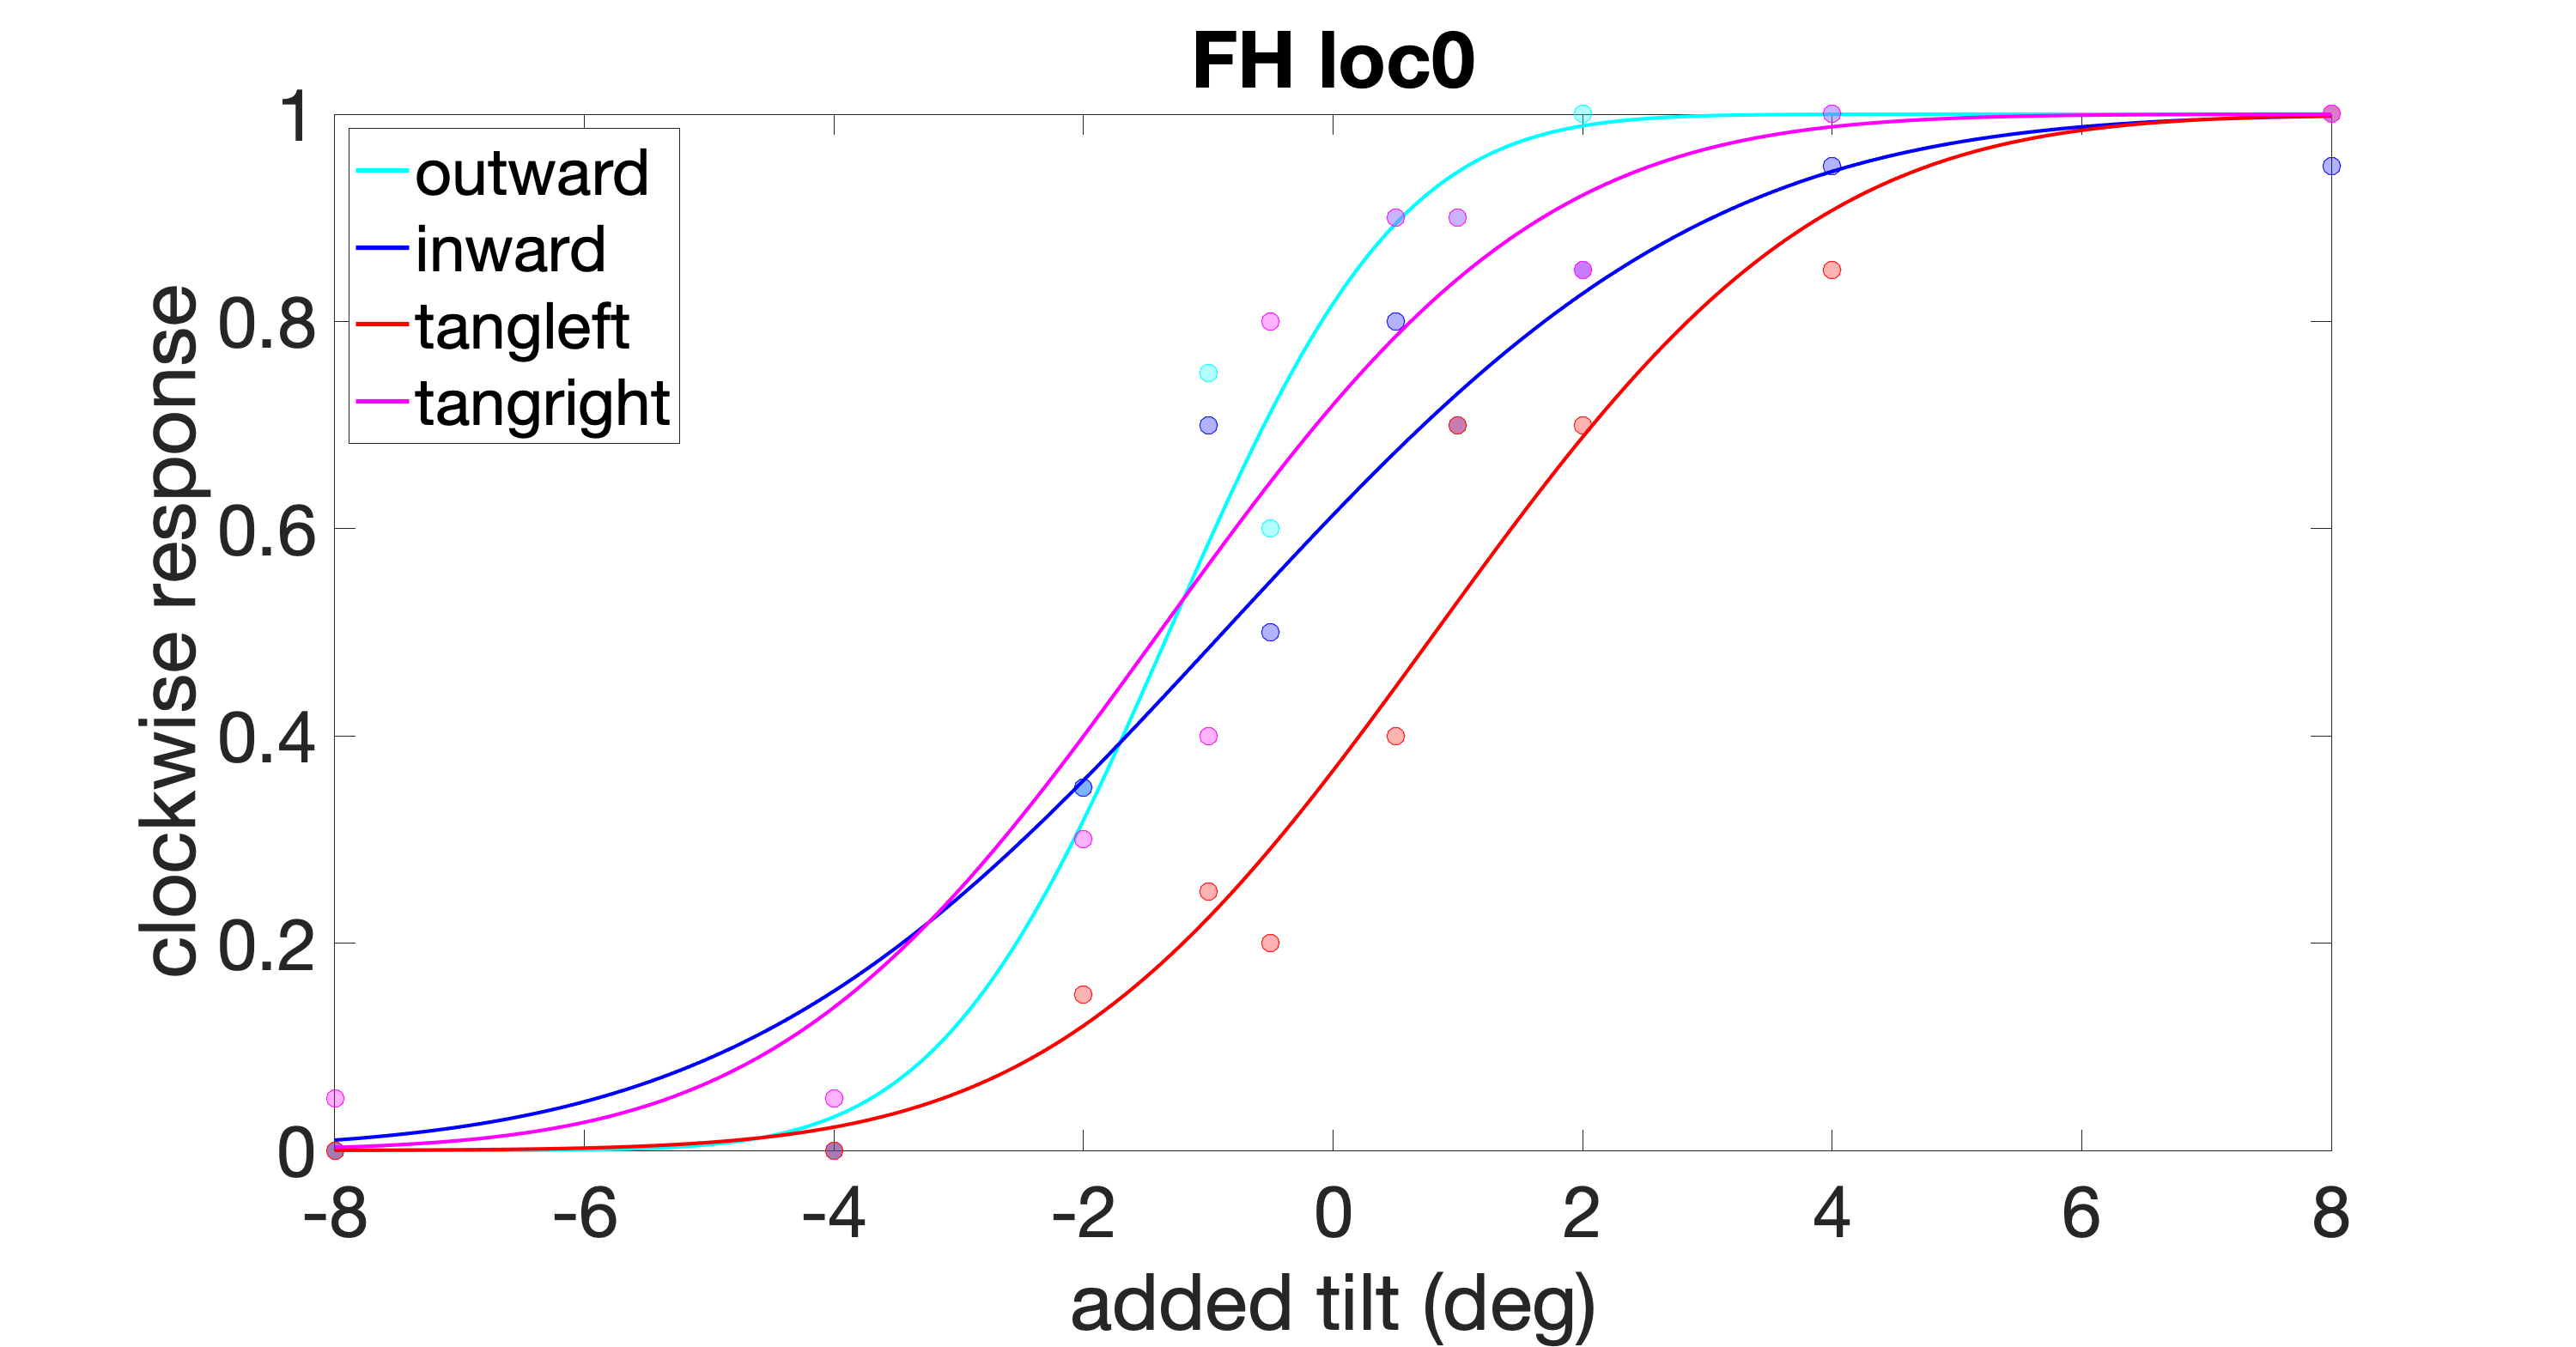 FH loc0
outward
inward
tangleft
tangright
clockwise response
1
0.8
0.6
0.4
0.2
0
-8 -6 -4 -2 0 2 4 6 8
added tilt (deg)